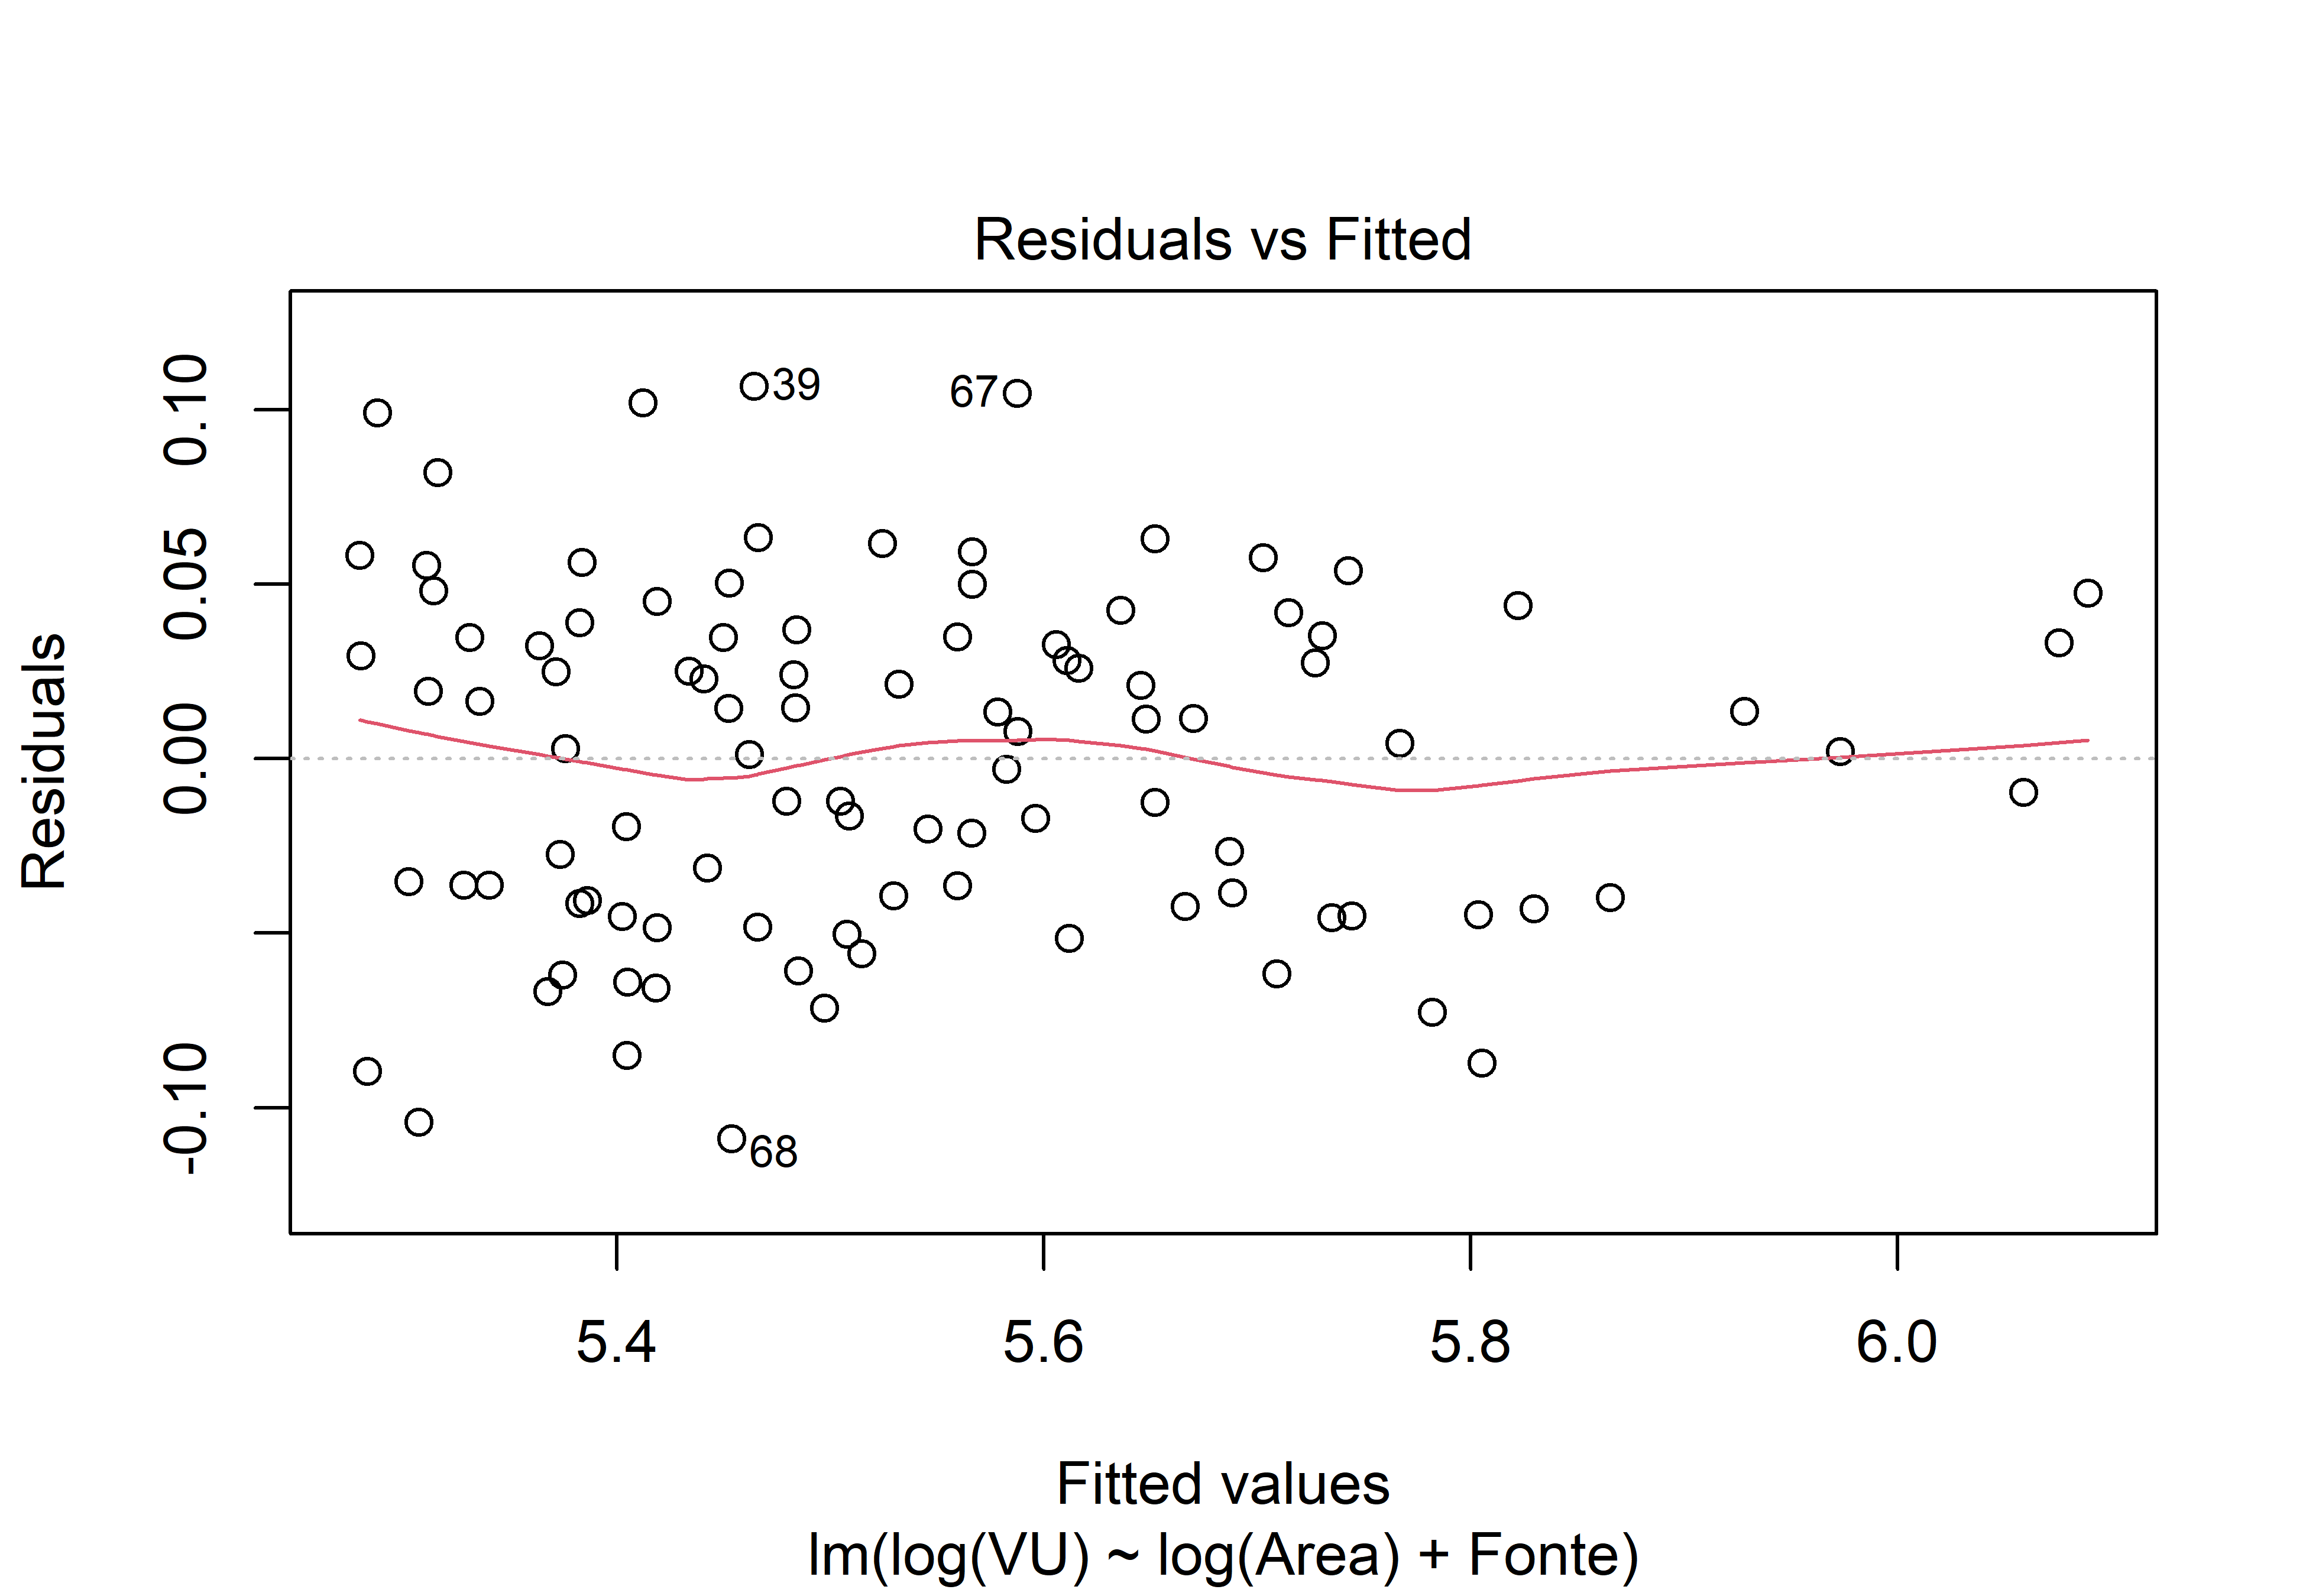 Residuals vs Fitted
Residuals
0.10
0.05
0.00
-0.10
39
67
68
5.4 5.6 5.8 6.0
Fitted values
lm(log(VU) ~ log(Area) + Fonte)